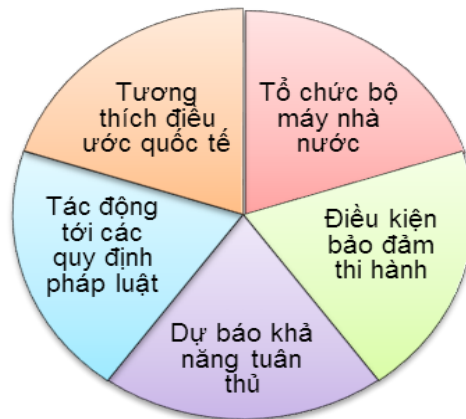 Tương
thích điều
ước quốc tế
Tổ chức bộ
máy nhà
nước
Tác động
tới các
quy định
pháp luật
Điều kiện
bảo đảm
thi hành
Dự báo khả
năng tuân
thủ